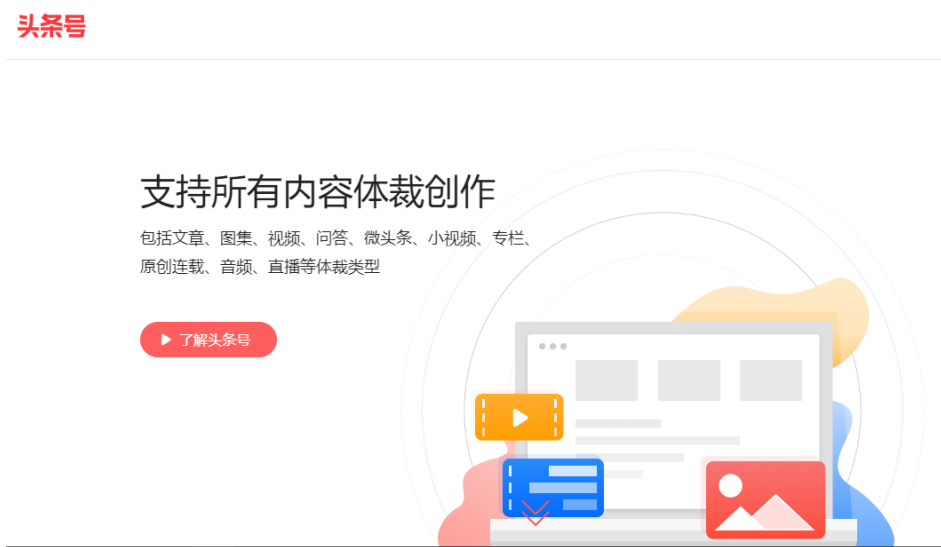 头条号
支持所有内容体裁创作
包括文章、图集、视频、问答、微头条、小视频、专栏、
原创连载、音频、直播等体裁类型
了解头条号